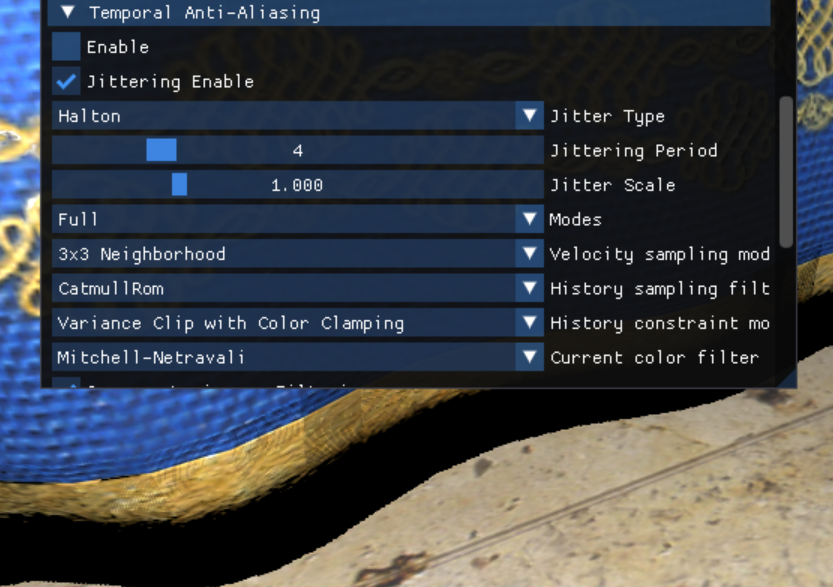 Temporal Anti-Aliasing
Enable
Jittering Enable
Halton Jitter Type
4 Jittering Period
1.000 Jitter Scale
Full Modes
3x3 Neighborhood Velocity sampling mod
CatmullRom History sampling filt
Variance Clip with Color Clamping History constraint mo
Mitchell-Netravali Current color filter